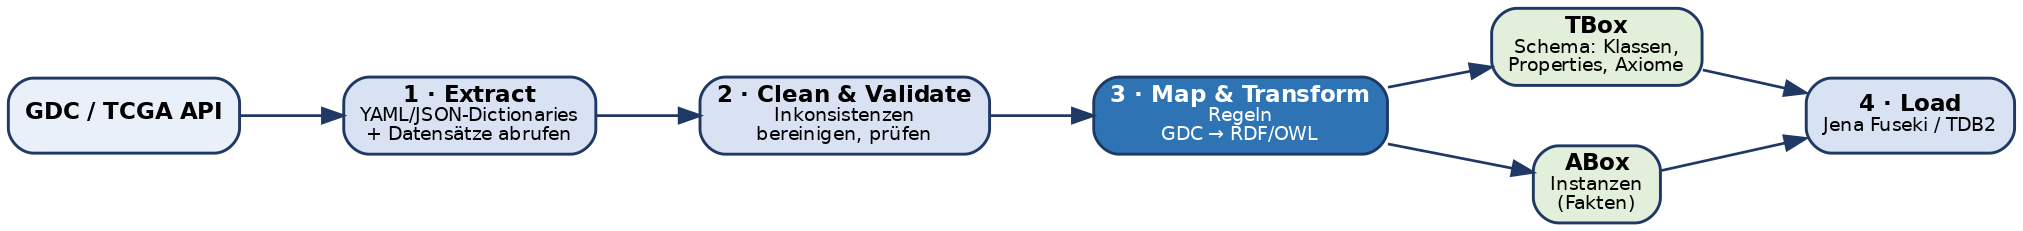 GDC / TCGA API
1 · Extract
YAML/JSON-Dictionaries
+ Datensätze abrufen
2 · Clean & Validate
Inkonsistenzen
bereinigen, prüfen
3 · Map & Transform
Regeln
GDC → RDF/OWL
TBox
Schema: Klassen,
Properties, Axiome
ABox
Instanzen
(Fakten)
4 · Load
Jena Fuseki / TDB2